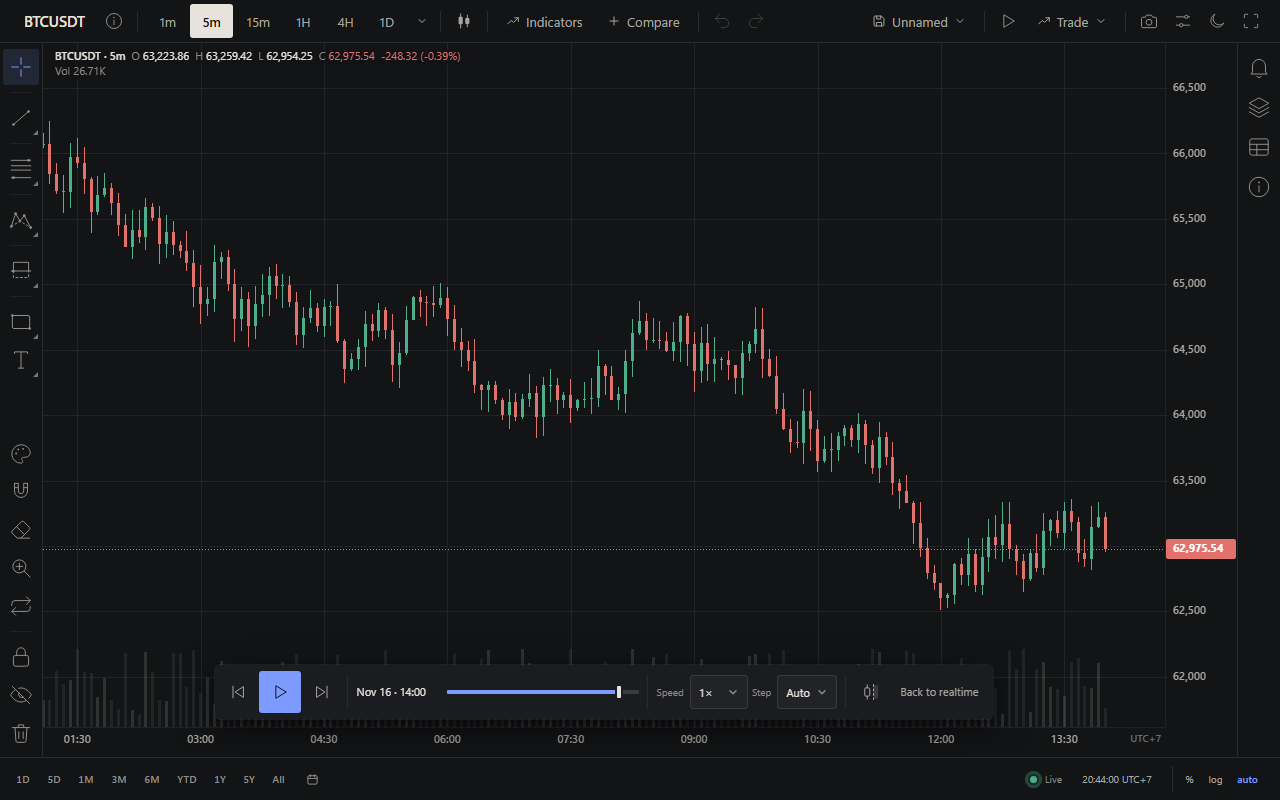 BTCUSDT 1m 5m 15m 1H 4H 1D Indicators Compare Unnamed Trade
BTCUSDT · 5m O 63,223.86 H 63,259.42 L 62,954.25 C 62,975.54 -248.32 (-0.39%)
Vol 26.71K
66,500
66,000
65,500
65,000
64,500
64,000
63,500
62,975.54
62,500
62,000
T
Nov 16 · 14:00 Speed 1× Step Auto Back to realtime
01:30 03:00 04:30 06:00 07:30 09:00 10:30 12:00 13:30 UTC+7
1D 5D 1M 3M 6M YTD 1Y 5Y All Live 20:44:00 UTC+7 % log auto